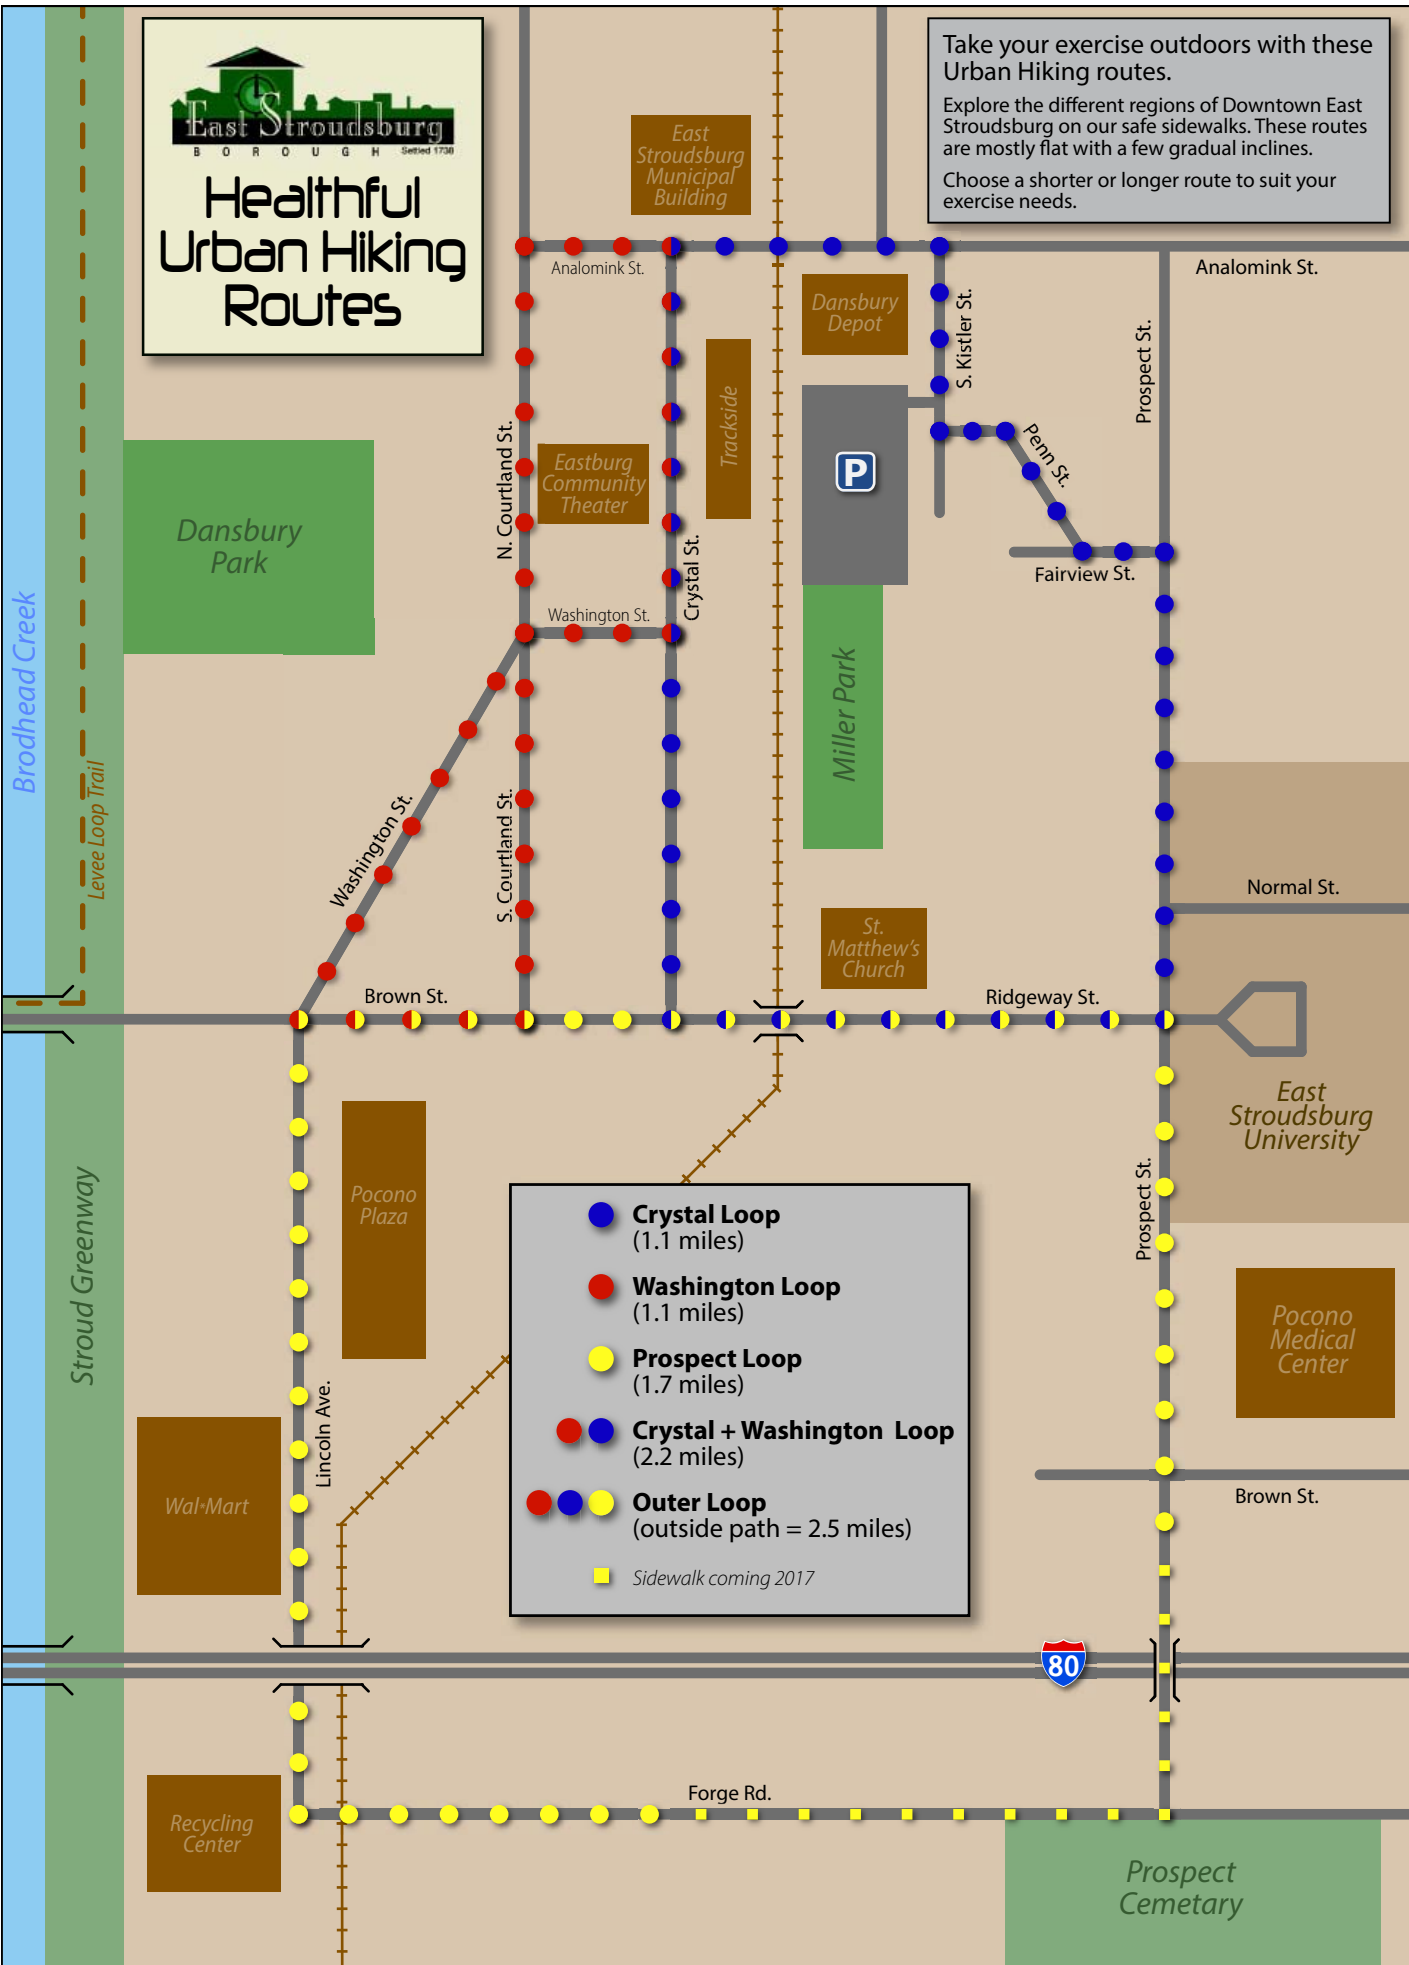 East Stroudsburg
BOROUGH Settled 1738
Healthful
Urban Hiking
Routes
Take your exercise outdoors with these
Urban Hiking routes.
Explore the different regions of Downtown East
Stroudsburg on our safe sidewalks. These routes
are mostly flat with a few gradual inclines.
Choose a shorter or longer route to suit your
exercise needs.
East
Stroudsburg
Municipal
Building
Analomink St.
Analomink St.
Dansbury
Depot
S. Kistler St.
Prospect St.
Trackside
N. Courtland St.
Eastburg
Community
Theater
P
Penn St.
Dansbury
Park
Crystal St.
Fairview St.
Washington St.
Brodhead Creek
Miller Park
Levee Loop Trail
Washington St.
S. Courtland St.
Normal St.
St.
Matthew's
Church
Brown St.
Ridgeway St.
East
Stroudsburg
University
Pocono
Plaza
Stroud Greenway
Prospect St.
Crystal Loop
(1.1 miles)
Washington Loop
(1.1 miles)
Prospect Loop
(1.7 miles)
Crystal + Washington Loop
(2.2 miles)
Outer Loop
(outside path = 2.5 miles)
Sidewalk coming 2017
Pocono
Medical
Center
Lincoln Ave.
Wal•Mart
Brown St.
80
Forge Rd.
Recycling
Center
Prospect
Cemetary